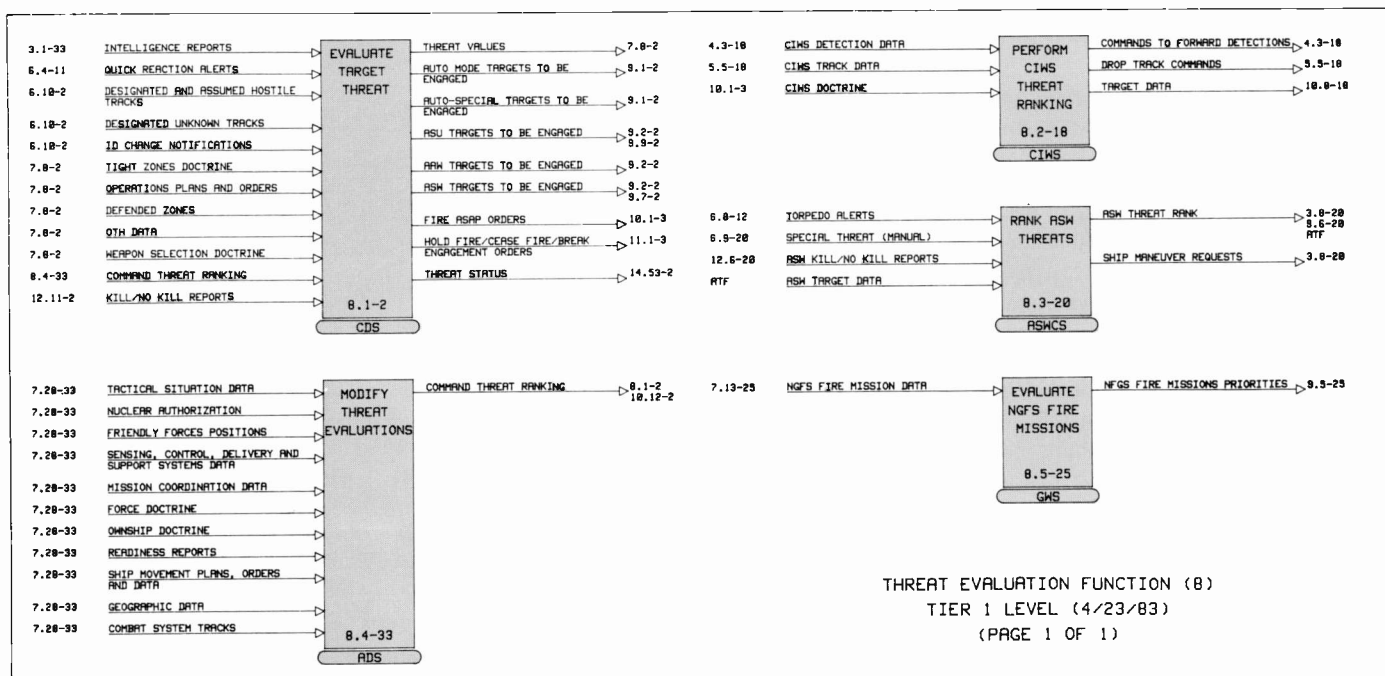 3.1-33 INTELLIGENCE REPORTS
6.4-11 QUICK REACTION ALERTS
6.10-2 DESIGNATED AND ASSUMED HOSTILE
TRACKS
6.10-2 DESIGNATED UNKNOWN TRACKS
6.10-2 ID CHANGE NOTIFICATIONS
7.8-2 TIGHT ZONES DOCTRINE
7.8-2 OPERATIONS PLANS AND ORDERS
7.8-2 DEFENDED ZONES
7.8-2 OTH DATA
7.8-2 WEAPON SELECTION DOCTRINE
8.4-33 COMMAND THREAT RANKING
12.11-2 KILL/NO KILL REPORTS
EVALUATE
TARGET
THREAT
8.1-2
CDS
THREAT VALUES 7.8-2
AUTO MODE TARGETS TO BE 9.1-2
ENGAGED
AUTO-SPECIAL TARGETS TO BE 9.1-2
ENGAGED
ASU TARGETS TO BE ENGAGED 9.2-2
9.9-2
AAW TARGETS TO BE ENGAGED 9.2-2
ASW TARGETS TO BE ENGAGED 9.2-2
9.7-2
FIRE ASAP ORDERS 10.1-3
HOLD FIRE/CEASE FIRE/BREAK 11.1-3
ENGAGEMENT ORDERS
THREAT STATUS 14.53-2
4.3-18 CIWS DETECTION DATA
5.5-18 CIWS TRACK DATA
10.1-3 CIWS DOCTRINE
PERFORM
CIWS
THREAT
RANKING
8.2-18
CIWS
COMMANDS TO FORWARD DETECTIONS 4.3-18
DROP TRACK COMMANDS 5.5-18
TARGET DATA 10.8-18
6.8-12 TORPEDO ALERTS
6.9-20 SPECIAL THREAT (MANUAL)
12.6-20 ASW KILL/NO KILL REPORTS
ATF ASW TARGET DATA
RANK ASW
THREATS
8.3-20
ASWCS
ASW THREAT RANK 3.8-20
9.6-20
ATF
SHIP MANEUVER REQUESTS 3.8-20
7.28-33 TACTICAL SITUATION DATA
7.28-33 NUCLEAR AUTHORIZATION
7.28-33 FRIENDLY FORCES POSITIONS
7.28-33 SENSING, CONTROL, DELIVERY AND
SUPPORT SYSTEMS DATA
7.28-33 MISSION COORDINATION DATA
7.28-33 FORCE DOCTRINE
7.28-33 OWNSHIP DOCTRINE
7.28-33 READINESS REPORTS
7.28-33 SHIP MOVEMENT PLANS, ORDERS
AND DATA
7.28-33 GEOGRAPHIC DATA
7.28-33 COMBAT SYSTEM TRACKS
MODIFY
THREAT
EVALUATIONS
8.4-33
ADS
COMMAND THREAT RANKING 8.1-2
10.12-2
7.13-25 NGFS FIRE MISSION DATA
EVALUATE
NGFS FIRE
MISSIONS
8.5-25
GWS
NFGS FIRE MISSIONS PRIORITIES 9.5-25
THREAT EVALUATION FUNCTION (8)
TIER 1 LEVEL (4/23/83)
(PAGE 1 OF 1)